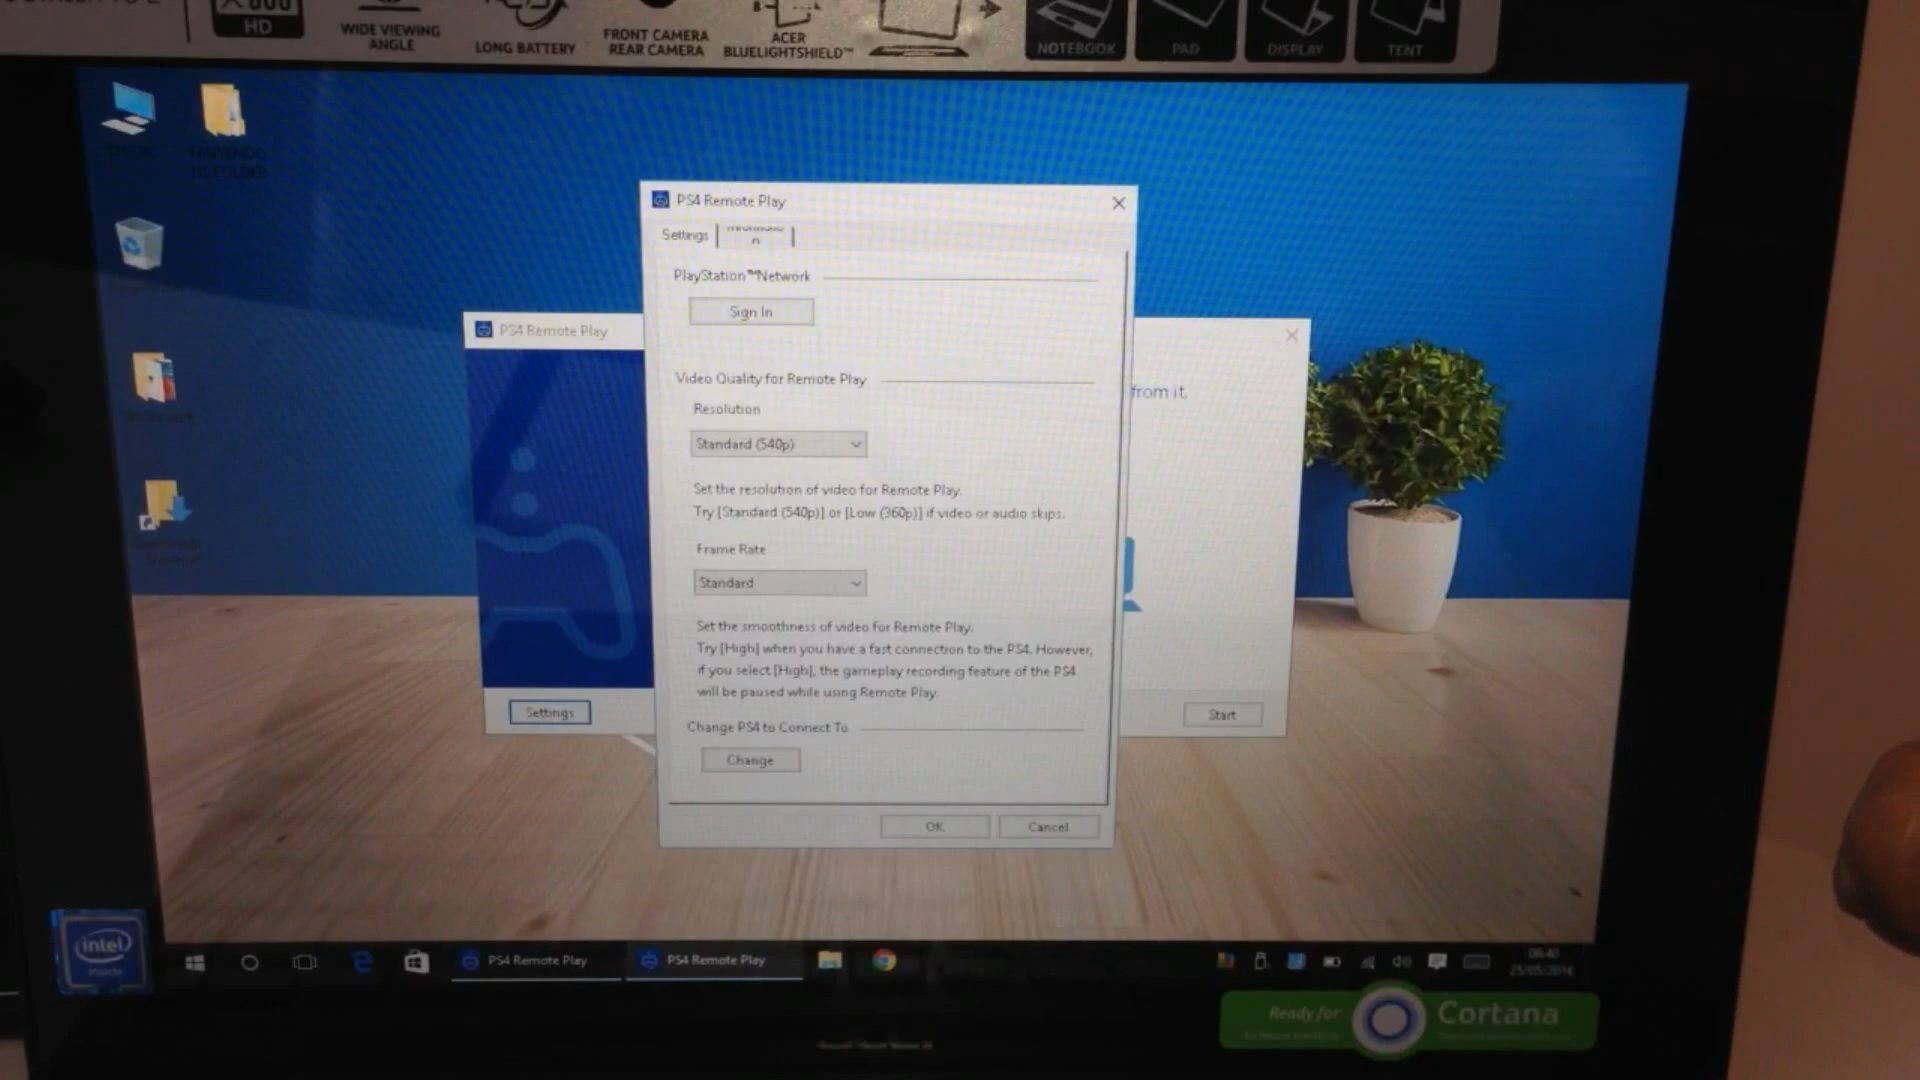 HD
WIDE VIEWING
ANGLE
LONG BATTERY
FRONT CAMERA
REAR CAMERA
ACER
BLUELIGHTSHIELD™
NOTEBOOK
PAD
DISPLAY
TENT
PS4 Remote Play
Settings
PlayStation™Network
Sign In
Video Quality for Remote Play
Resolution
Standard (540p)
Set the resolution of video for Remote Play.
Try [Standard (540p)] or [Low (360p)] if video or audio skips.
Frame Rate
Standard
Set the smoothness of video for Remote Play.
Try [High] when you have a fast connection to the PS4. However,
if you select [High], the gameplay recording feature of the PS4
will be paused while using Remote Play.
Change PS4 to Connect To
Change
OK
Cancel
PS4 Remote Play
from it.
Settings
Start
intel
inside
PS4 Remote Play
PS4 Remote Play
25/05/2016
Ready for
Cortana